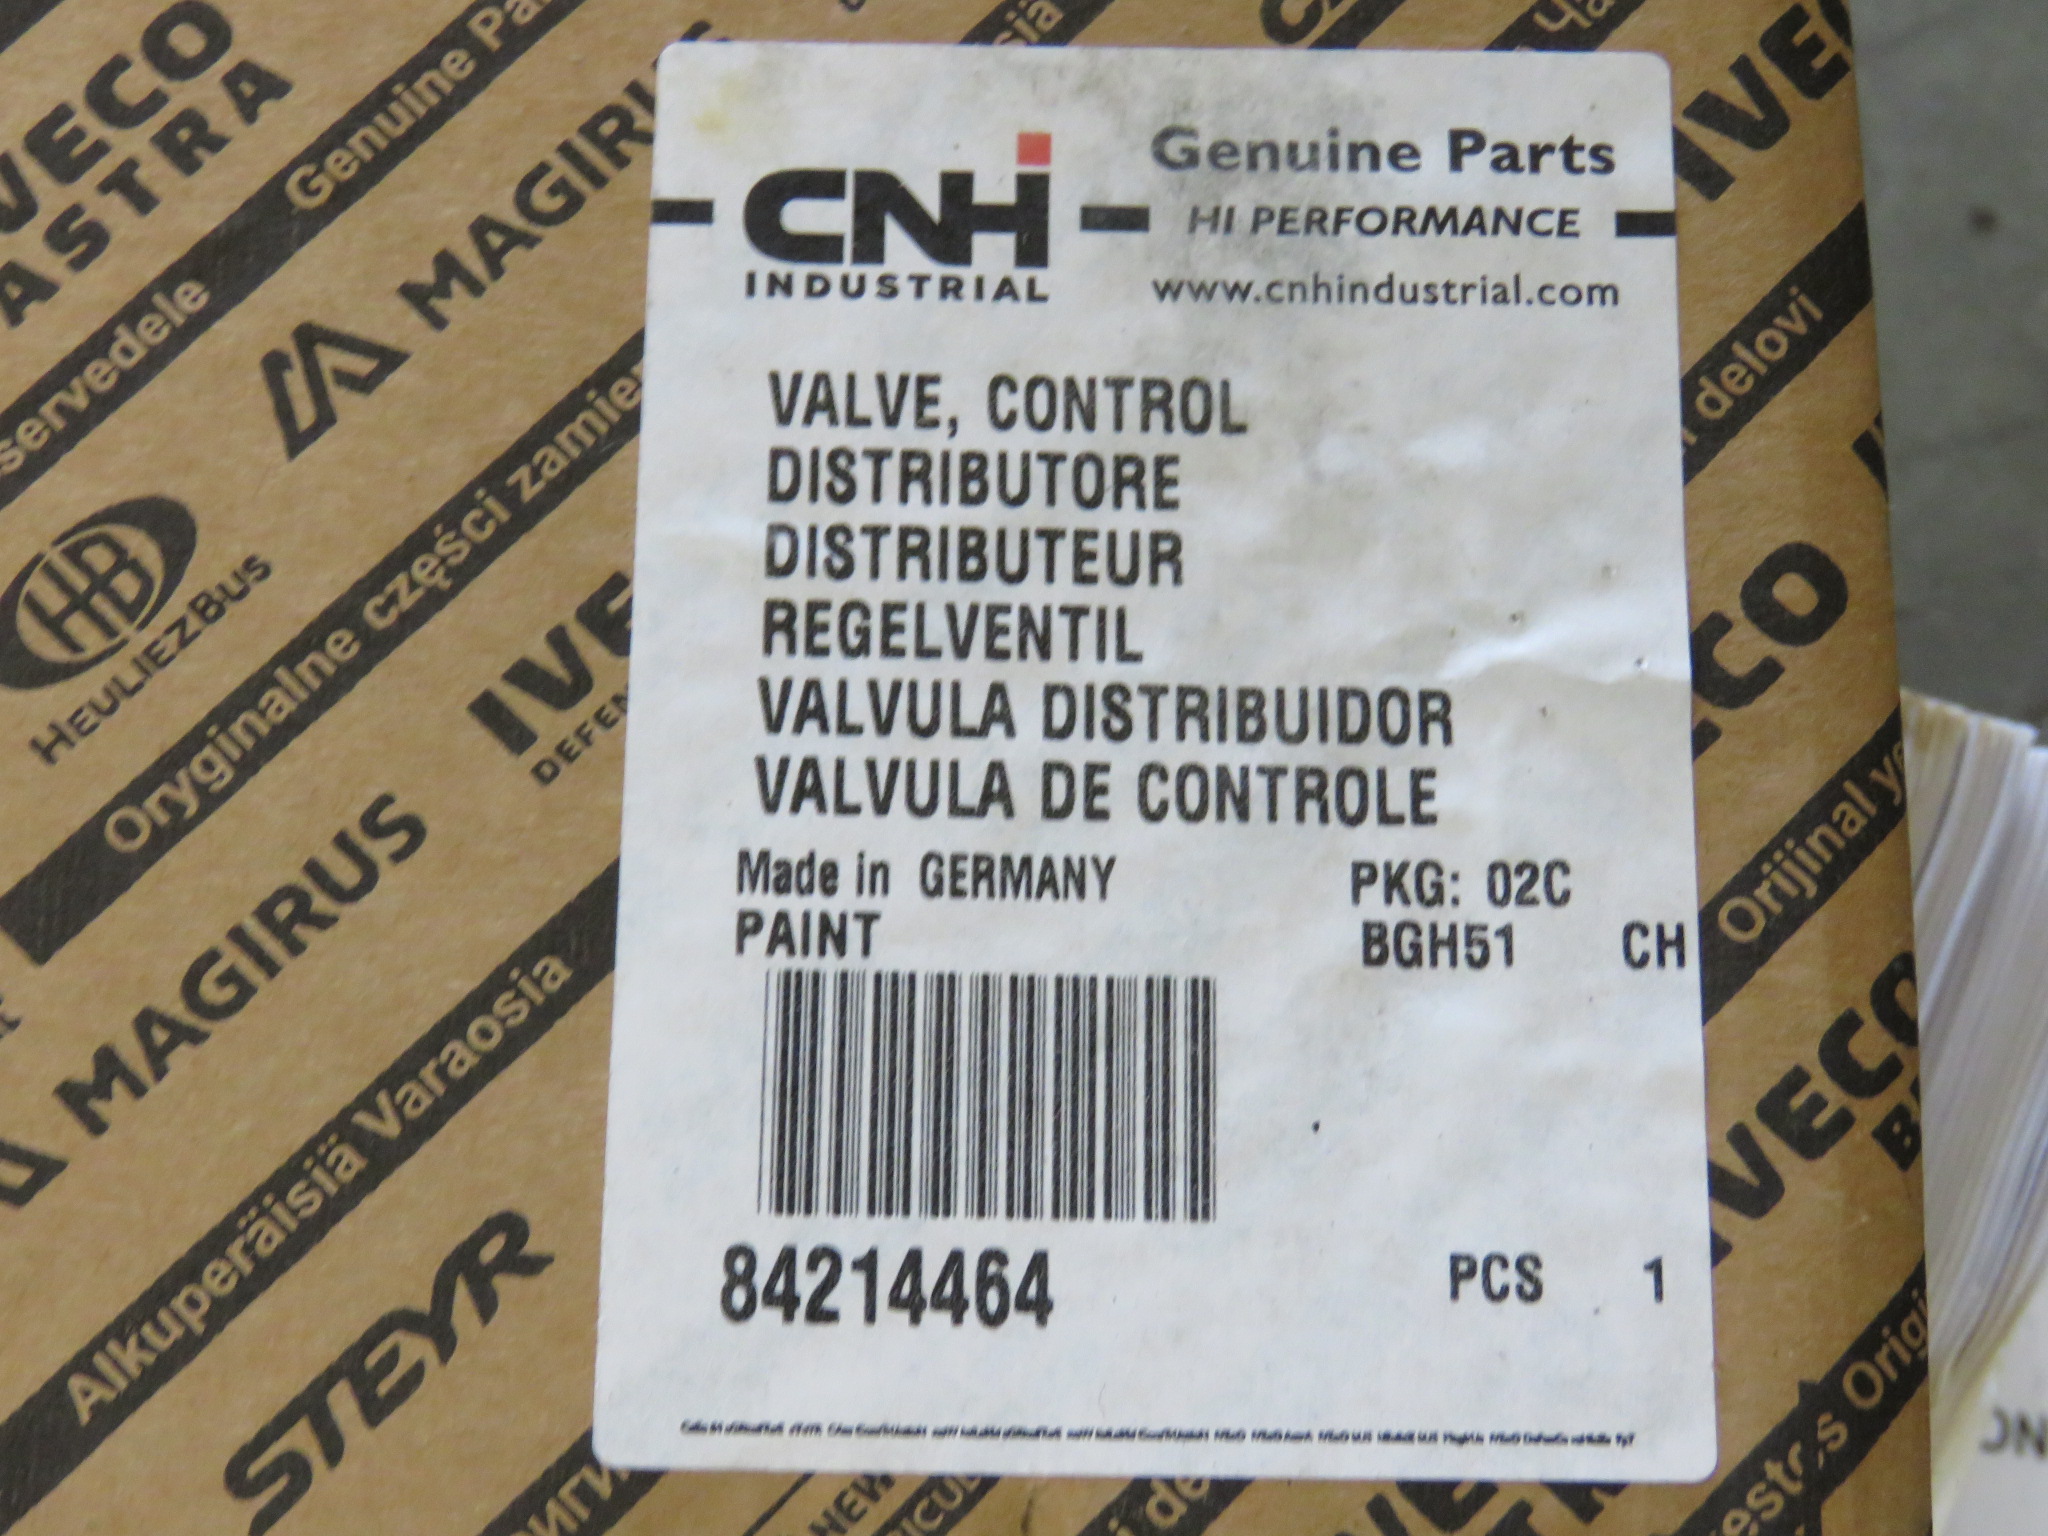 CNH
INDUSTRIAL
Genuine Parts
HI PERFORMANCE
www.cnhindustrial.com
VALVE, CONTROL
DISTRIBUTORE
DISTRIBUTEUR
REGELVENTIL
VALVULA DISTRIBUIDOR
VALVULA DE CONTROLE
Made in GERMANY PKG: 02C
PAINT BGH51 CH
84214464 PCS 1
ASTRA
Genuine
MAGIRUS
servedele
HEULIEZBUS
Oryginalne części
MAGIRUS
Alkuperäisiä Varaosia
STEYR
IVECO
delovi
Orijinal
IVECO